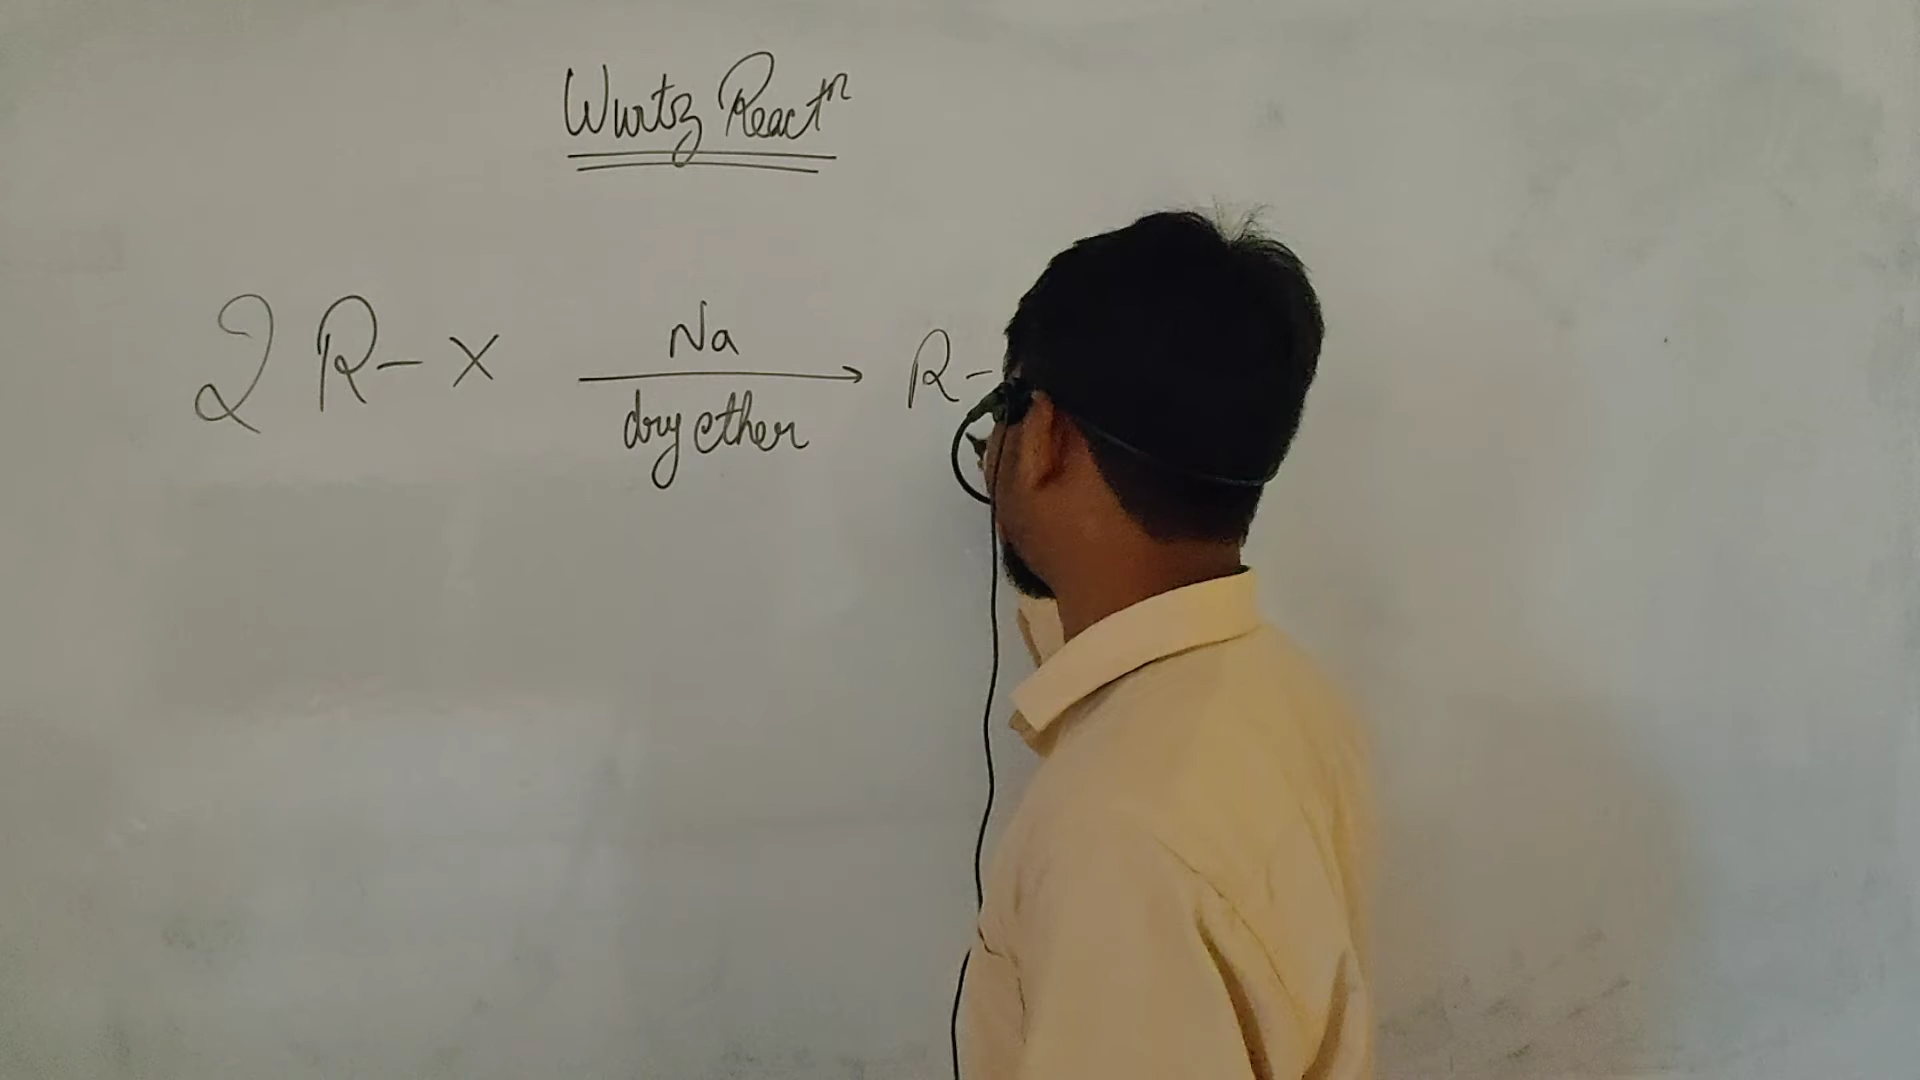 Wurtz Reactⁿ
2 R - X Na R -
dry ether